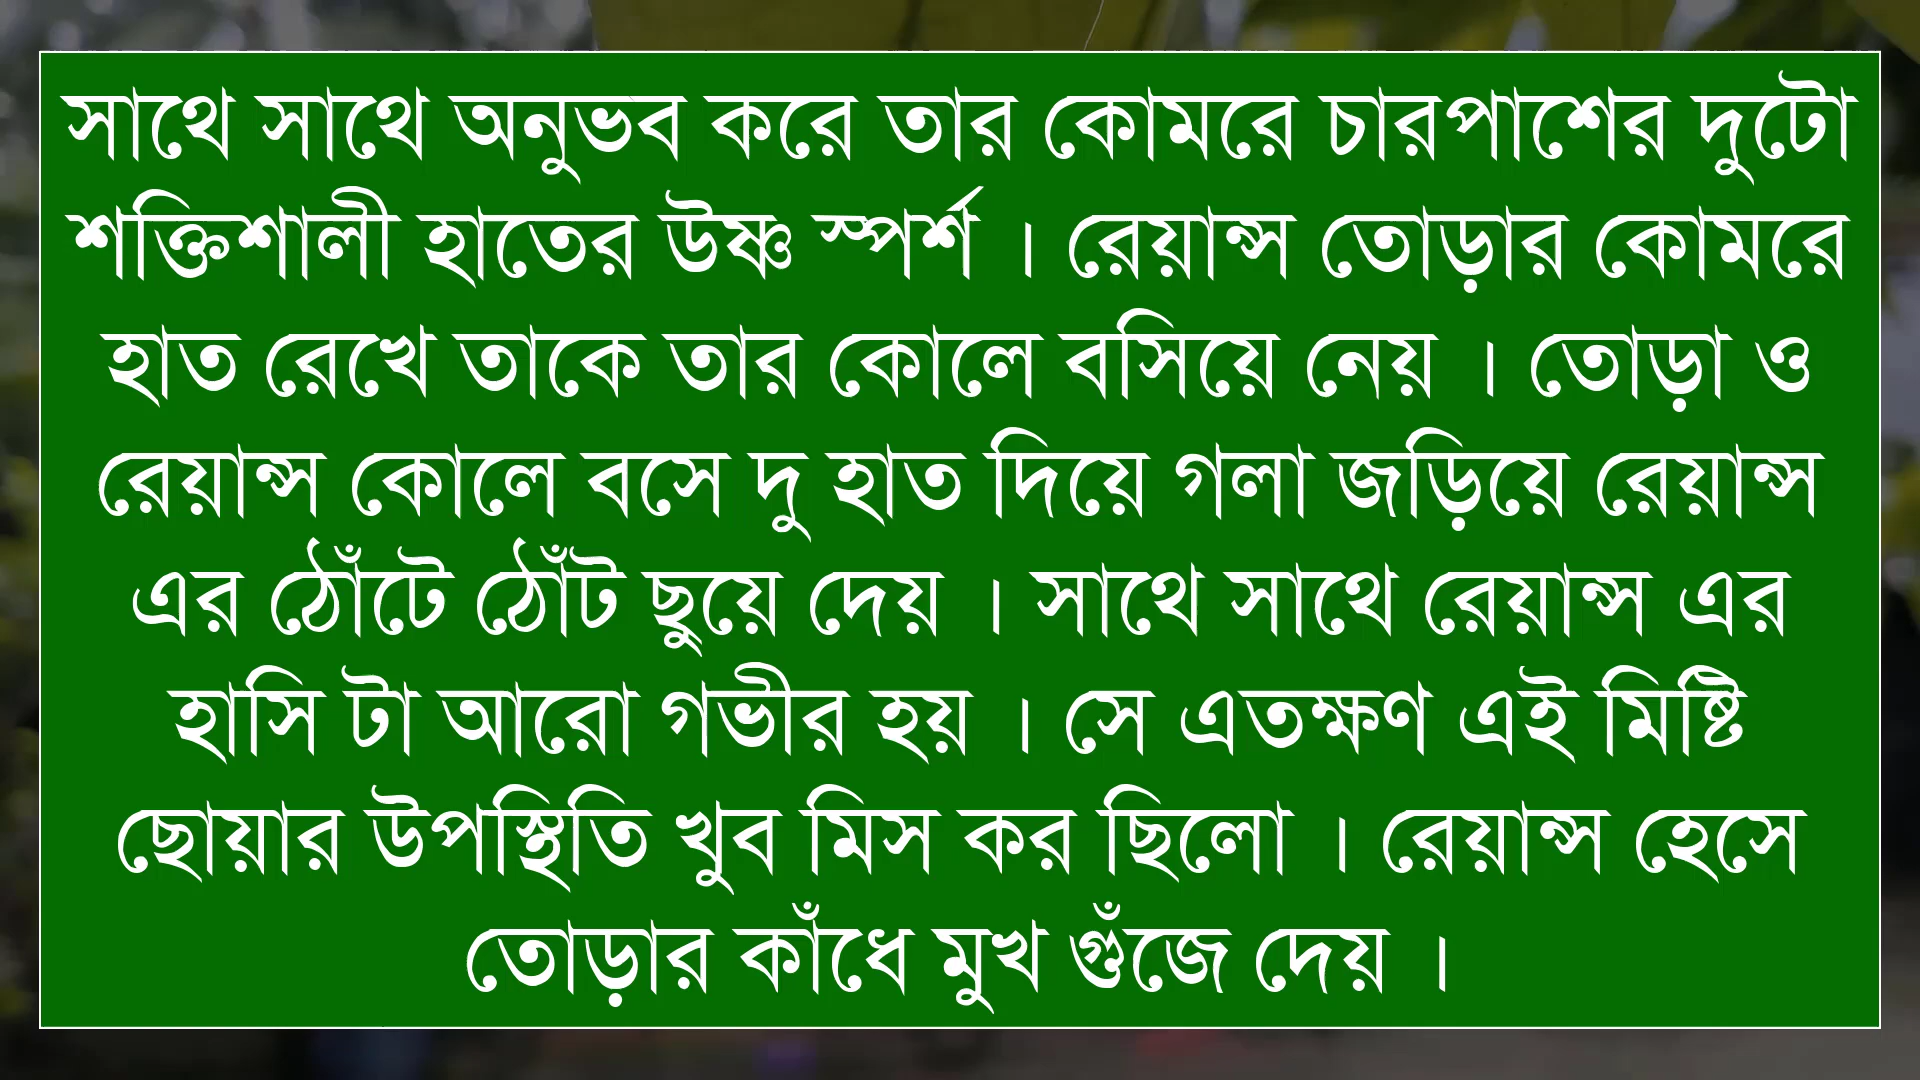 সাথে সাথে অনুভব করে তার কোমরে চারপাশের দুটো
শক্তিশালী হাতের উষ্ণ স্পর্শ । রেয়ান্স তোড়ার কোমরে
হাত রেখে তাকে তার কোলে বসিয়ে নেয় । তোড়া ও
রেয়ান্স কোলে বসে দু হাত দিয়ে গলা জড়িয়ে রেয়ান্স
এর ঠোঁটে ঠোঁট ছুয়ে দেয় । সাথে সাথে রেয়ান্স এর
হাসি টা আরো গভীর হয় । সে এতক্ষণ এই মিষ্টি
ছোয়ার উপস্থিতি খুব মিস কর ছিলো । রেয়ান্স হেসে
তোড়ার কাঁধে মুখ গুঁজে দেয় ।